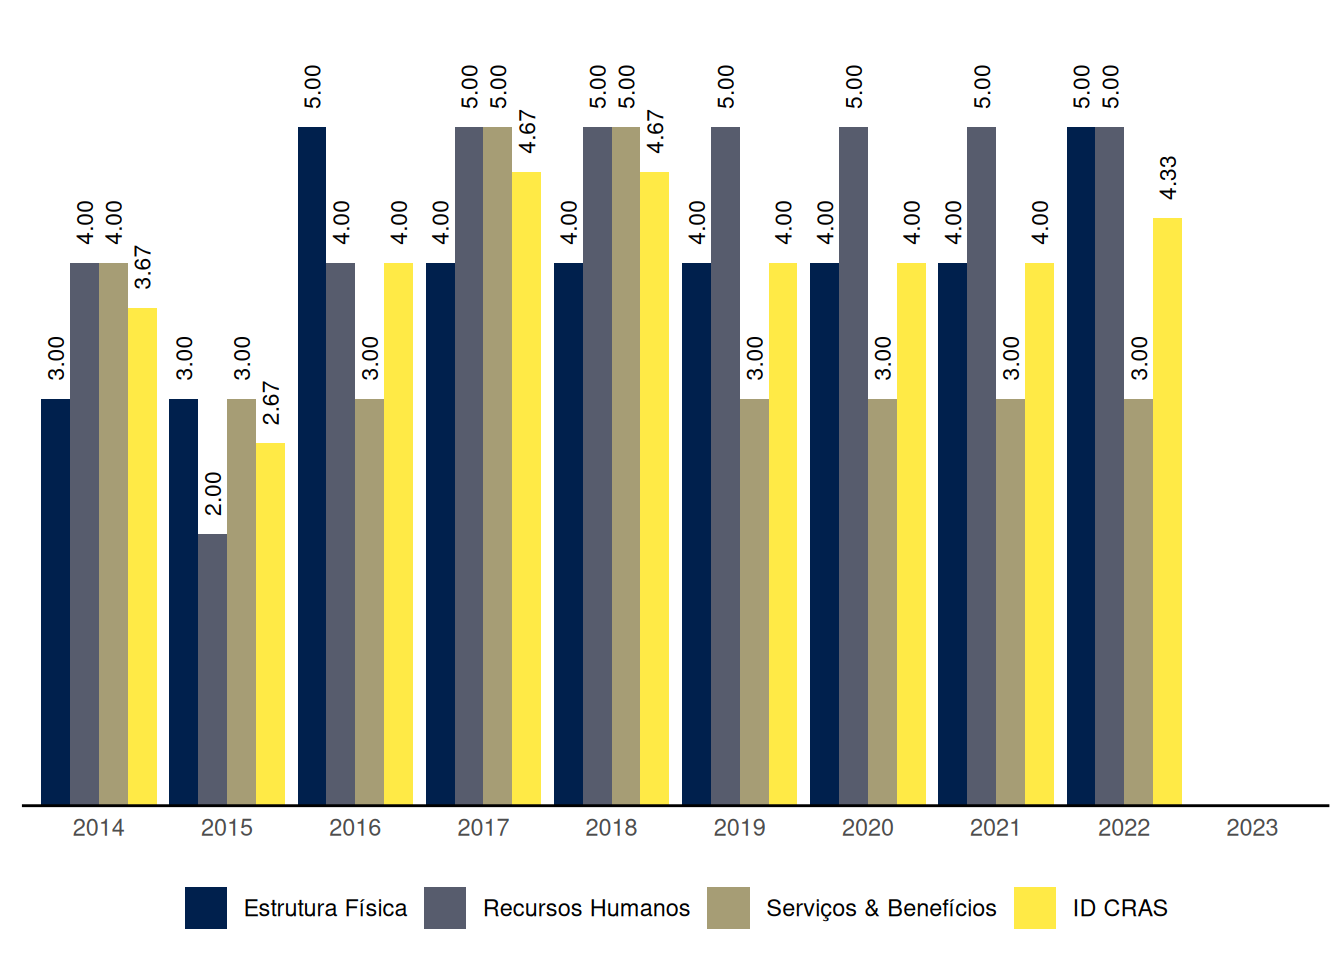 3.00 4.00 4.00 3.67
3.00 2.00 3.00 2.67
5.00 4.00 3.00 4.00
4.00 5.00 5.00 4.67
4.00 5.00 5.00 4.67
4.00 5.00 3.00 4.00
4.00 5.00 3.00 4.00
4.00 5.00 3.00 4.00
5.00 5.00 3.00 4.33
2014 2015 2016 2017 2018 2019 2020 2021 2022 2023
Estrutura Física Recursos Humanos Serviços & Benefícios ID CRAS